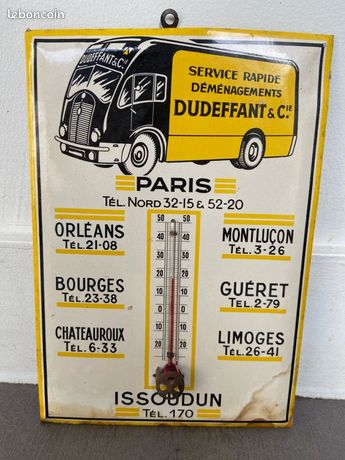 leboncoin
DUDEFFANT & Cie
SERVICE RAPIDE
DÉMÉNAGEMENTS
DUDEFFANT & C.IE
PARIS
TÉL. NORD 32-15 & 52-20
ORLÉANS
TÉL. 21-08
MONTLUÇON
TÉL. 3-26
BOURGES
TÉL. 23-38
GUÉRET
TÉL. 2-79
CHATEAUROUX
TÉL. 6-33
LIMOGES
TÉL. 26-41
50 50
40 40
30 30
20 20
10 10
0 0
10 10
20 20
ISSOUDUN
TÉL. 170